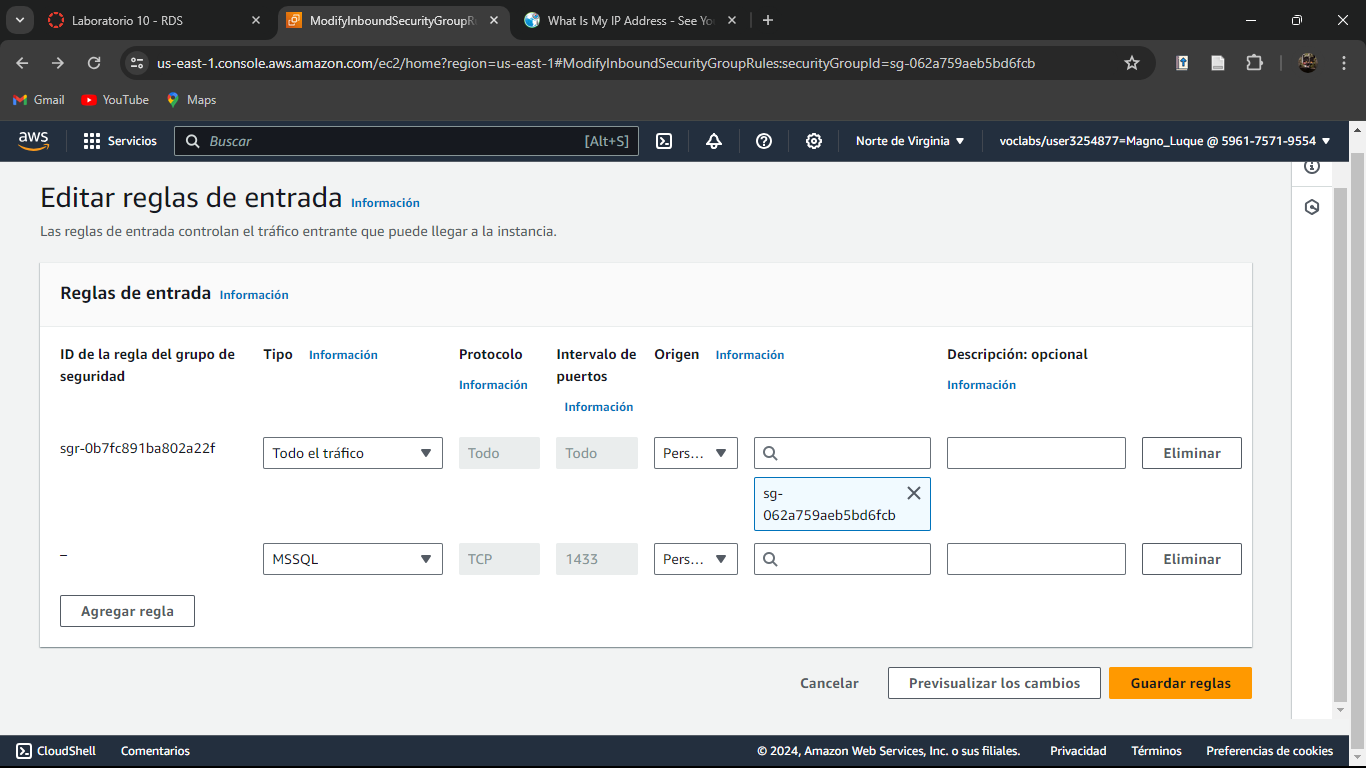 Laboratorio 10 - RDS
ModifyInboundSecurityGroupRu
What Is My IP Address - See Yo
us-east-1.console.aws.amazon.com/ec2/home?region=us-east-1#ModifyInboundSecurityGroupRules:securityGroupId=sg-062a759aeb5bd6fcb
Gmail
YouTube
Maps
aws
Servicios
Buscar
[Alt+S]
Norte de Virginia
voclabs/user3254877=Magno_Luque @ 5961-7571-9554
Editar reglas de entrada Información
Las reglas de entrada controlan el tráfico entrante que puede llegar a la instancia.
Reglas de entrada Información
ID de la regla del grupo de seguridad
Tipo Información
Protocolo
Información
Intervalo de puertos
Información
Origen Información
Descripción: opcional
Información
sgr-0b7fc891ba802a22f
Todo el tráfico
Todo
Todo
Pers...
Eliminar
sg-
062a759aeb5bd6fcb
–
MSSQL
TCP
1433
Pers...
Eliminar
Agregar regla
Cancelar
Previsualizar los cambios
Guardar reglas
CloudShell
Comentarios
© 2024, Amazon Web Services, Inc. o sus filiales.
Privacidad
Términos
Preferencias de cookies